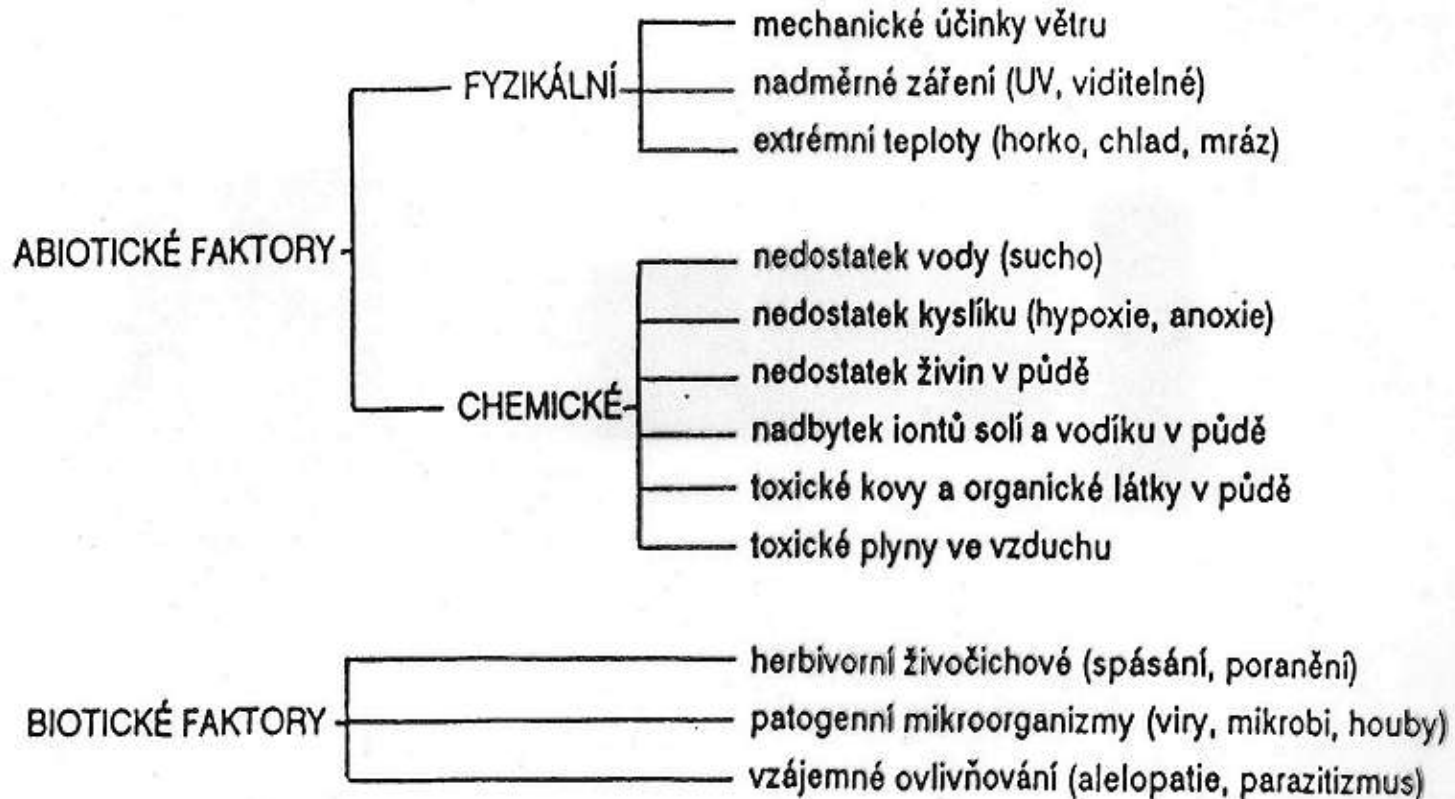 mechanické účinky větru
FYZIKÁLNÍ
nadměrné záření (UV, viditelné)
extrémní teploty (horko, chlad, mráz)
ABIOTICKÉ FAKTORY
nedostatek vody (sucho)
nedostatek kyslíku (hypoxie, anoxie)
nedostatek živin v půdě
CHEMICKÉ
nadbytek iontů solí a vodíku v půdě
toxické kovy a organické látky v půdě
toxické plyny ve vzduchu
herbivorní živočichové (spásání, poranění)
BIOTICKÉ FAKTORY
patogenní mikroorganizmy (viry, mikrobi, houby)
vzájemné ovlivňování (alelopatie, parazitizmus)